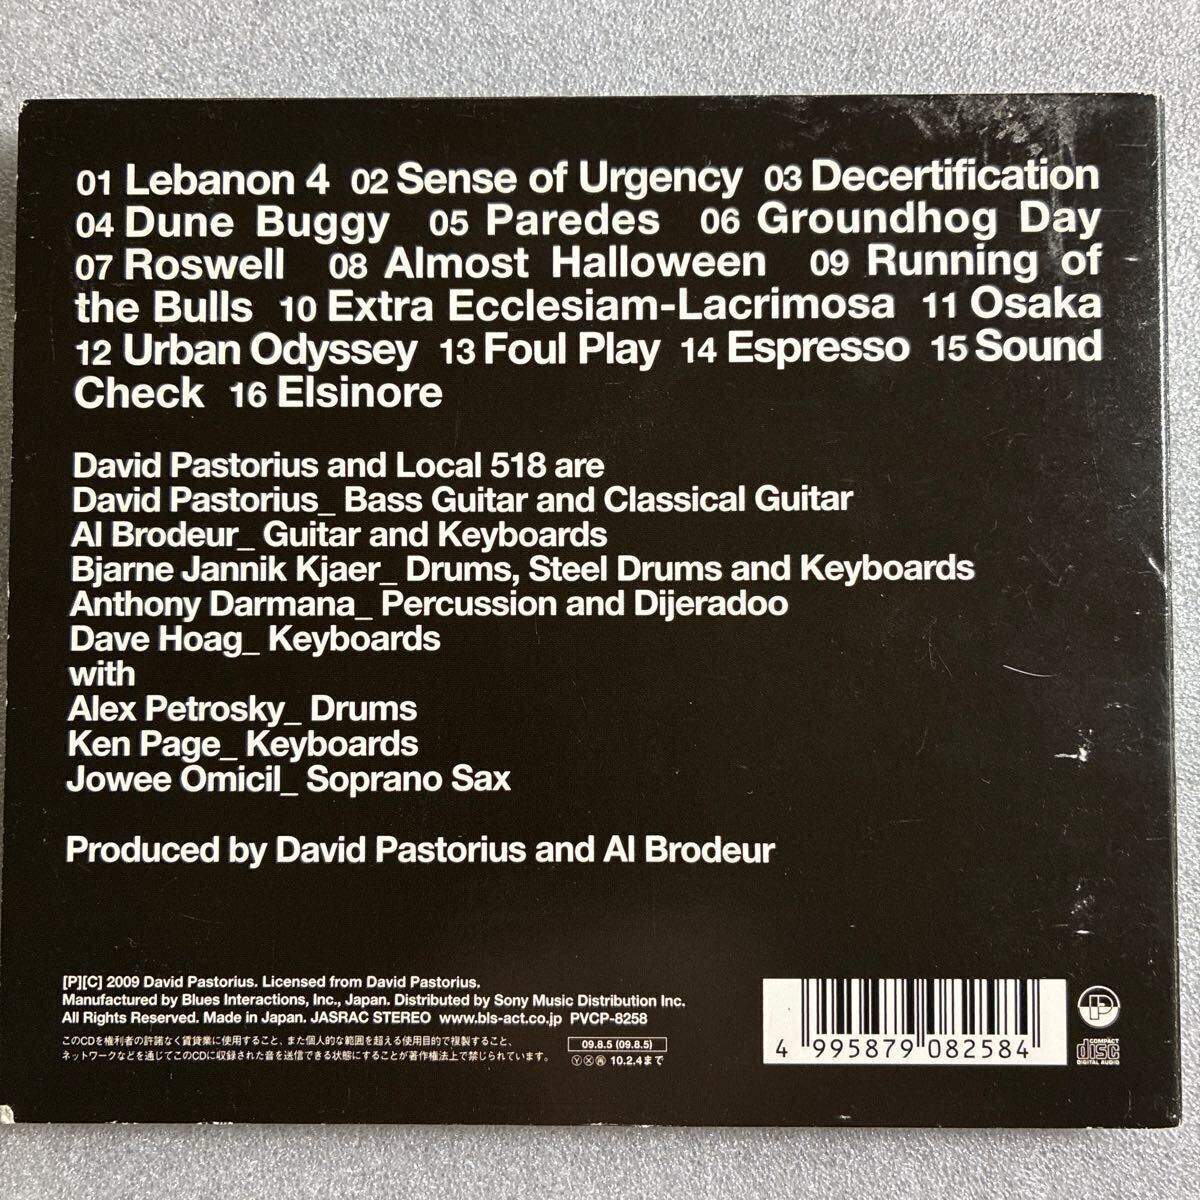 01 Lebanon 4 02 Sense of Urgency 03 Decertification
04 Dune Buggy 05 Paredes 06 Groundhog Day
07 Roswell 08 Almost Halloween 09 Running of
the Bulls 10 Extra Ecclesiam-Lacrimosa 11 Osaka
12 Urban Odyssey 13 Foul Play 14 Espresso 15 Sound
Check 16 Elsinore
David Pastorius and Local 518 are
David Pastorius_ Bass Guitar and Classical Guitar
Al Brodeur_ Guitar and Keyboards
Bjarne Jannik Kjaer_ Drums, Steel Drums and Keyboards
Anthony Darmana_ Percussion and Dijeradoo
Dave Hoag_ Keyboards
with
Alex Petrosky_ Drums
Ken Page_ Keyboards
Jowee Omicil_ Soprano Sax
Produced by David Pastorius and Al Brodeur
[P][C] 2009 David Pastorius. Licensed from David Pastorius.
Manufactured by Blues Interactions, Inc., Japan. Distributed by Sony Music Distribution Inc.
All Rights Reserved. Made in Japan. JASRAC STEREO www.bls-act.co.jp PVCP-8258
このCDを権利者の許諾なく賃貸業に使用すること、また個人的な範囲を超える使用目的で複製すること、
ネットワークなどを通じてこのCDに収録された音を送信できる状態にすることが著作権法上で禁じられています。
09.8.5 (09.8.5)
Ⓨ Ⓧ 10.2.4まで
4 995879 082584
P
COMPACT
disc
DIGITAL AUDIO